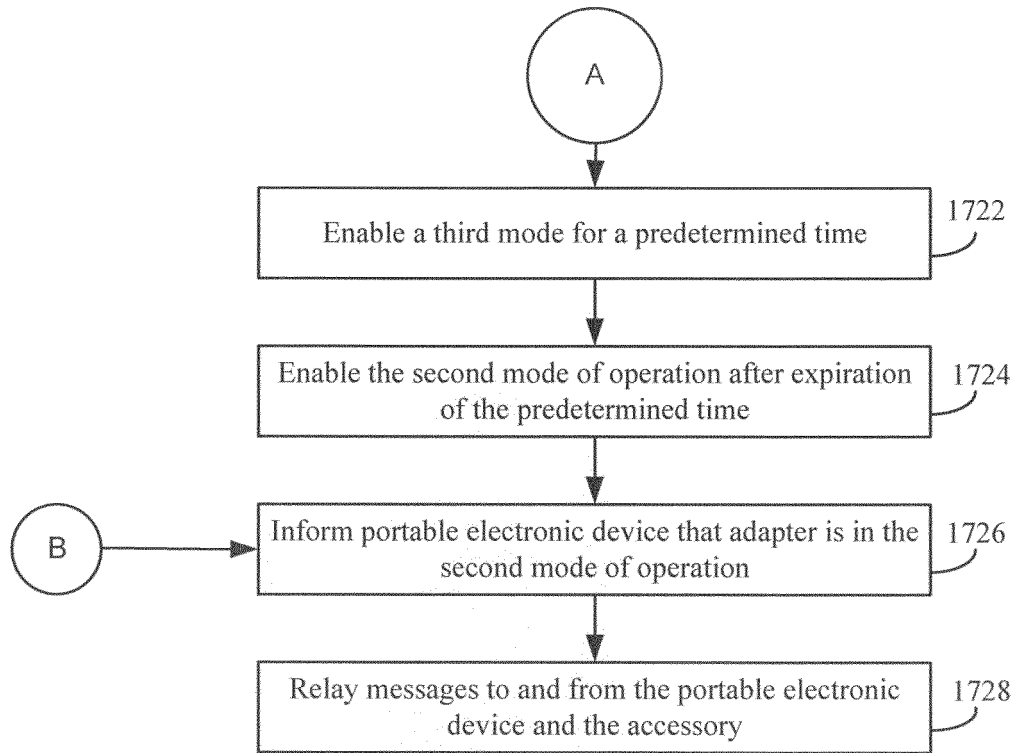 A
Enable a third mode for a predetermined time
1722
Enable the second mode of operation after expiration
of the predetermined time
1724
B
Inform portable electronic device that adapter is in the
second mode of operation
1726
Relay messages to and from the portable electronic
device and the accessory
1728